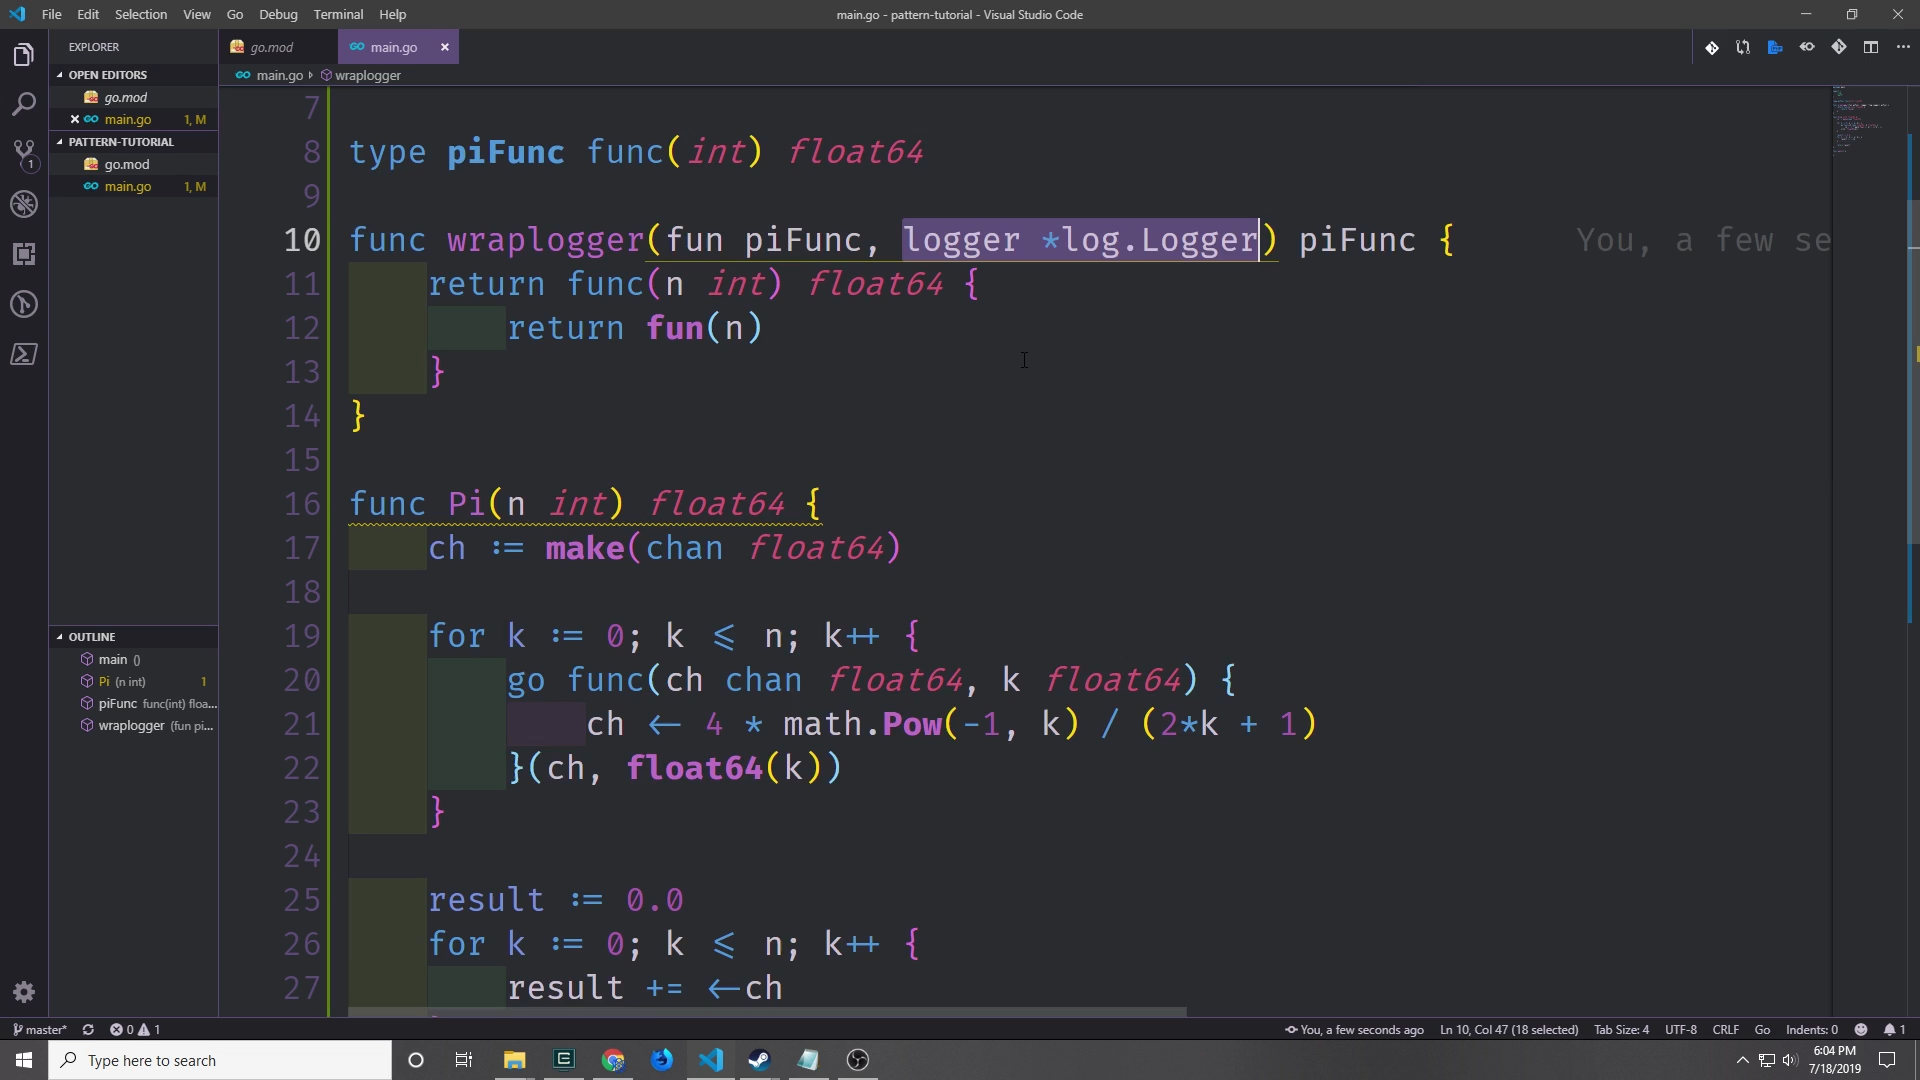 File Edit Selection View Go Debug Terminal Help
main.go - pattern-tutorial - Visual Studio Code
EXPLORER
go.mod
main.go
main.go
wraplogger
OPEN EDITORS
go.mod
main.go 1, M
PATTERN-TUTORIAL
go.mod
main.go 1, M
1
7
8 type piFunc func(int) float64
9
10 func wraplogger(fun piFunc, logger *log.Logger) piFunc { You, a few se
11 return func(n int) float64 {
12 return fun(n)
13 }
14 }
15
16 func Pi(n int) float64 {
17 ch := make(chan float64)
18
19 for k := 0; k <= n; k++ {
20 go func(ch chan float64, k float64) {
21 ch <- 4 * math.Pow(-1, k) / (2*k + 1)
22 }(ch, float64(k))
23 }
24
25 result := 0.0
26 for k := 0; k <= n; k++ {
27 result += <-ch
OUTLINE
main ()
Pi (n int) 1
piFunc func(int) floa...
wraplogger (fun pi...
master* 0 1
You, a few seconds ago Ln 10, Col 47 (18 selected) Tab Size: 4 UTF-8 CRLF Go Indents: 0 1
Type here to search
6:04 PM
7/18/2019